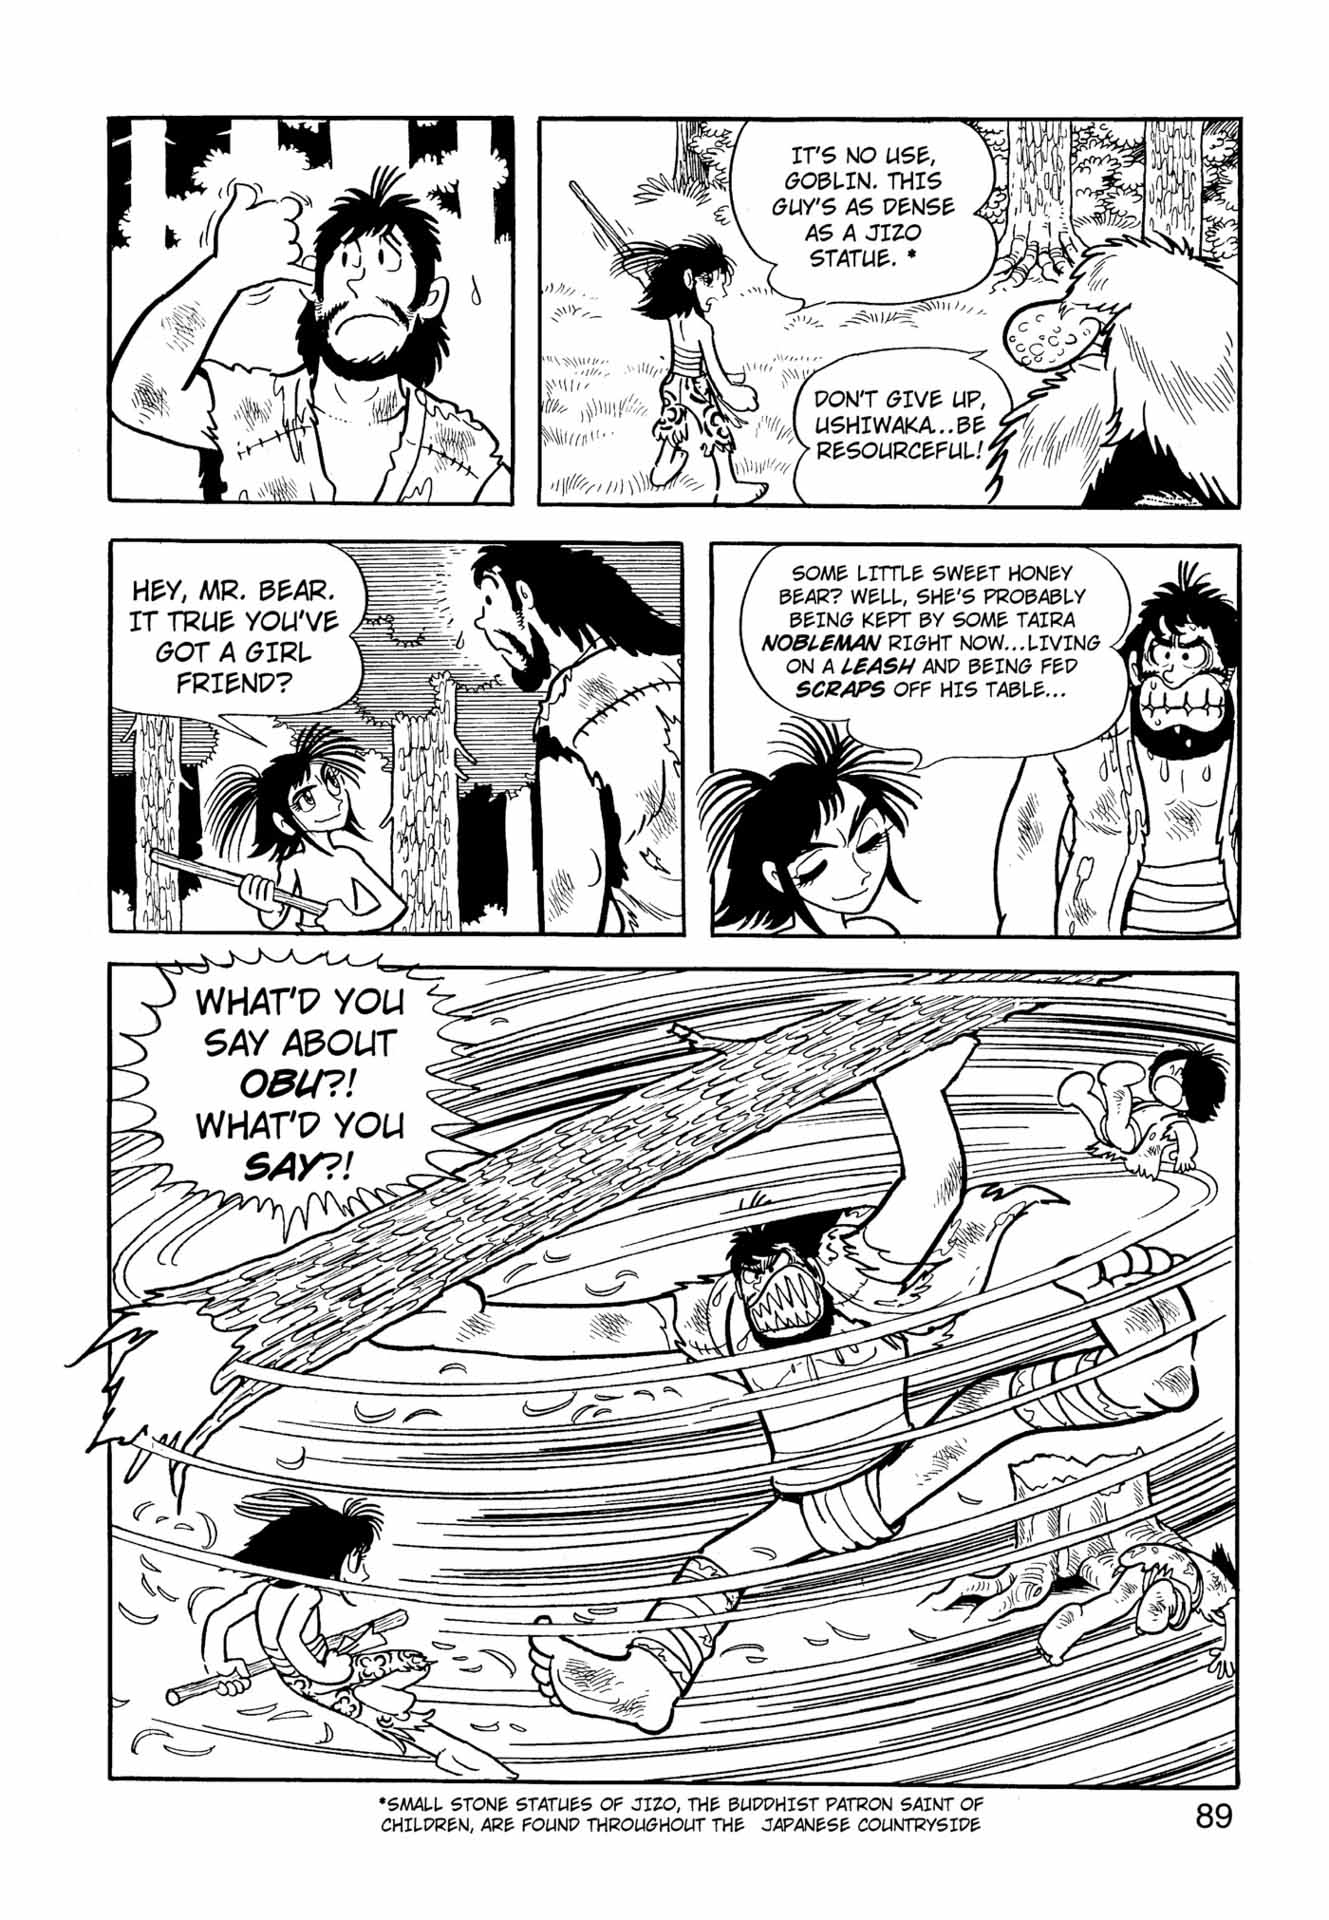 IT'S NO USE,
GOBLIN. THIS
GUY'S AS DENSE
AS A JIZO
STATUE. *
DON'T GIVE UP,
USHIWAKA...BE
RESOURCEFUL!
HEY, MR. BEAR.
IT TRUE YOU'VE
GOT A GIRL
FRIEND?
SOME LITTLE SWEET HONEY
BEAR? WELL, SHE'S PROBABLY
BEING KEPT BY SOME TAIRA
NOBLEMAN RIGHT NOW...LIVING
ON A LEASH AND BEING FED
SCRAPS OFF HIS TABLE...
WHAT'D YOU
SAY ABOUT
OBU?!
WHAT'D YOU
SAY?!
*SMALL STONE STATUES OF JIZO, THE BUDDHIST PATRON SAINT OF
CHILDREN, ARE FOUND THROUGHOUT THE JAPANESE COUNTRYSIDE
89